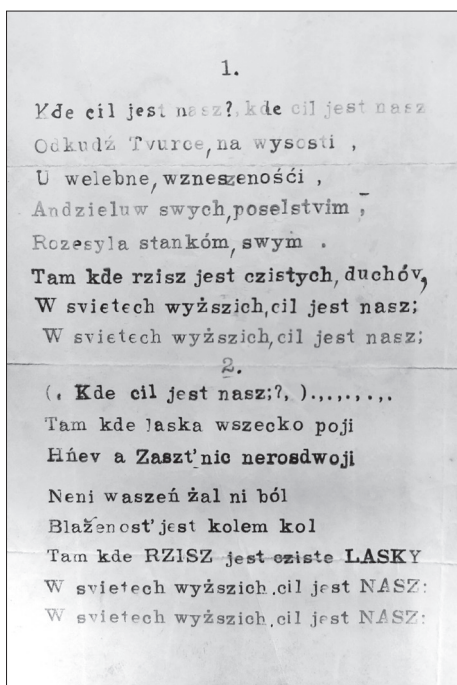 1.
Kde cil jest nasz?, kde cil jest nasz
Odkudź Tvurce, na wysosti ,
U welebne, wzneszenośći ,
Andzieluw swych, poselstvim ,
Rozesyla stankóm, swym .
Tam kde rzisz jest czistych, duchóv,
W svietech wyższich, cil jest nasz;
W svietech wyższich, cil jest nasz;
2.
(, Kde cil jest nasz;?, ).,.,.,.,.
Tam kde laska wszecko poji
Hńev a Zaszt' nic nerosdwoji
Neni waszeń żal ni ból
Blaženost' jest kolem kol
Tam kde RZISZ jest cziste LASKY
W svietech wyższich.cil jest NASZ:
W svietech wyższich.cil jest NASZ: